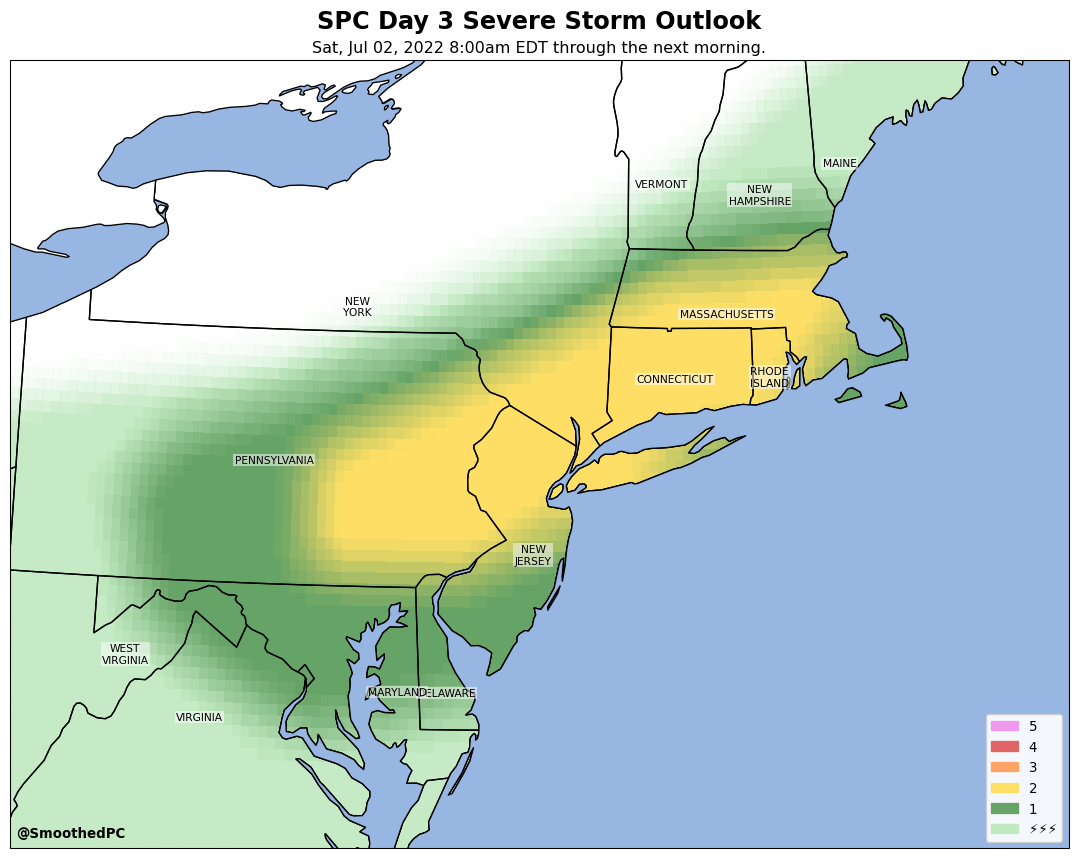 SPC Day 3 Severe Storm Outlook
Sat, Jul 02, 2022 8:00am EDT through the next morning.
MAINE
VERMONT
NEW
HAMPSHIRE
NEW
YORK
MASSACHUSETTS
CONNECTICUT
RHODE
ISLAND
PENNSYLVANIA
NEW
JERSEY
WEST
VIRGINIA
MARYLAND
ELAWARE
VIRGINIA
5
4
3
2
1
⚡⚡⚡
@SmoothedPC